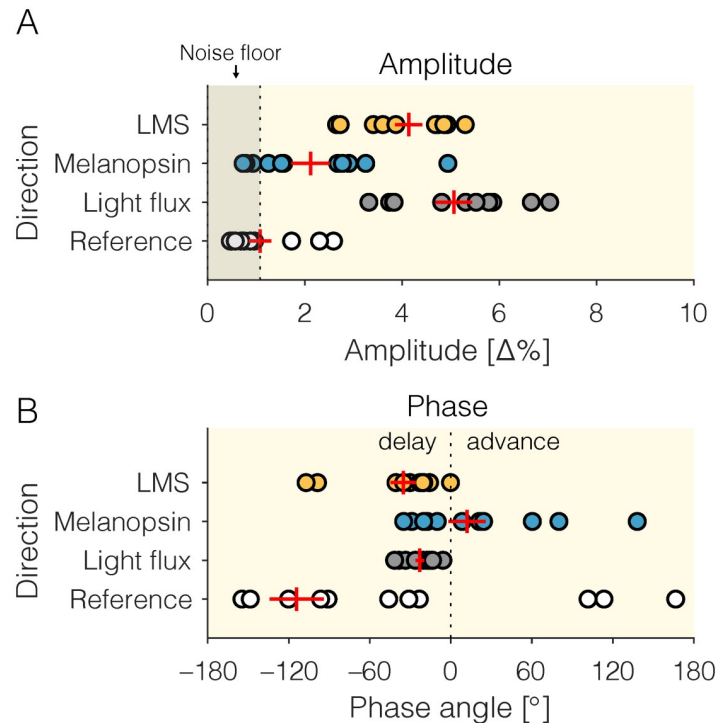 A
Noise floor
Amplitude
Direction
LMS
Melanopsin
Light flux
Reference
0 2 4 6 8 10
Amplitude [Δ%]
B
Phase
delay advance
Direction
LMS
Melanopsin
Light flux
Reference
−180 −120 −60 0 60 120 180
Phase angle [°]